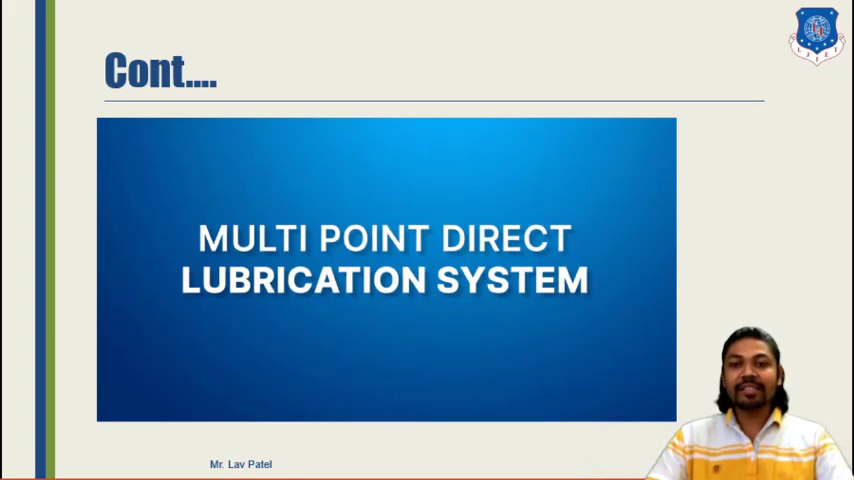 Cont....
MULTI POINT DIRECT
LUBRICATION SYSTEM
Mr. Lav Patel